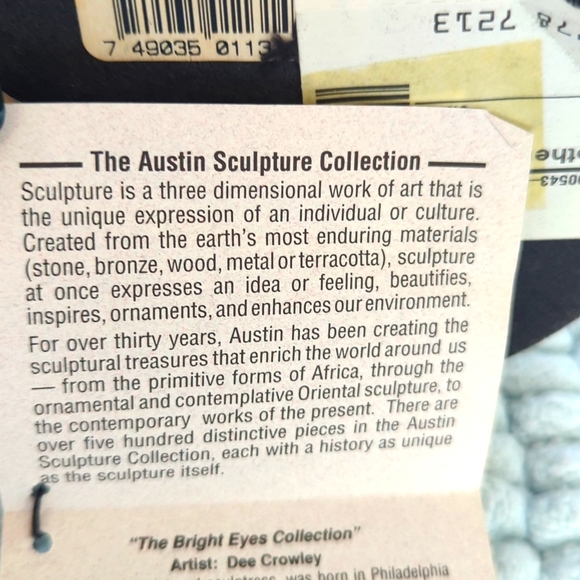 7 49035 0113
7213
78
The Austin Sculpture Collection
Sculpture is a three dimensional work of art that is
the unique expression of an individual or culture.
Created from the earth's most enduring materials
(stone, bronze, wood, metal or terracotta), sculpture
at once expresses an idea or feeling, beautifies,
inspires, ornaments, and enhances our environment.
For over thirty years, Austin has been creating the
sculptural treasures that enrich the world around us
— from the primitive forms of Africa, through the
ornamental and contemplative Oriental sculpture, to
the contemporary works of the present. There are
over five hundred distinctive pieces in the Austin
Sculpture Collection, each with a history as unique
as the sculpture itself.
"The Bright Eyes Collection"
Artist: Dee Crowley
was born in Philadelphia